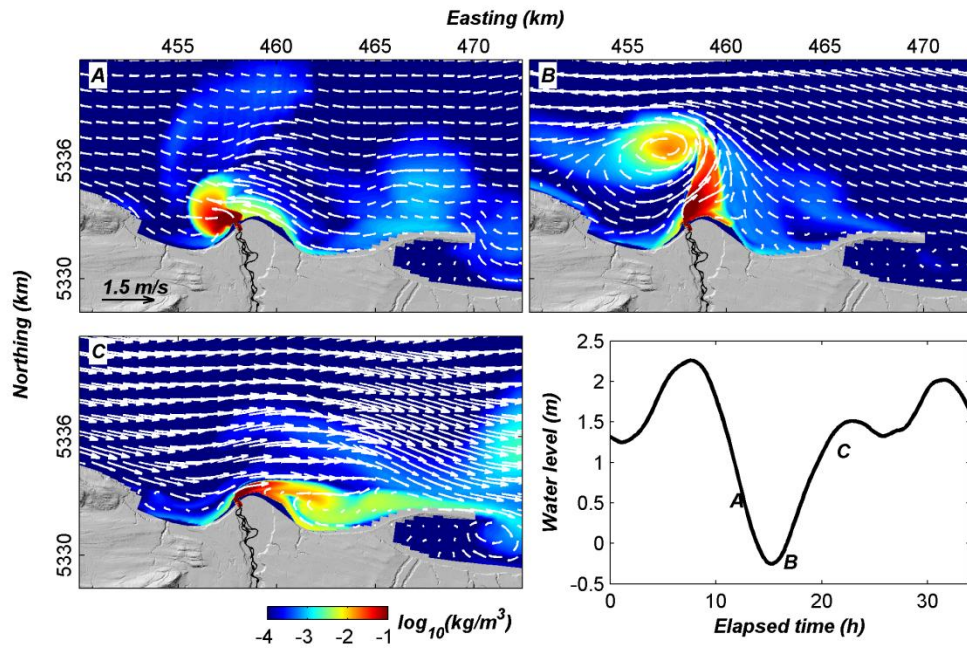 Easting (km)
455 460 465 470
455 460 465 470
A
B
5336
5330
1.5 m/s
Northing (km)
C
5336
5330
2.5
2
1.5
1
0.5
0
-0.5
Water level (m)
A
B
C
0 10 20 30
Elapsed time (h)
-4 -3 -2 -1
log10(kg/m³)